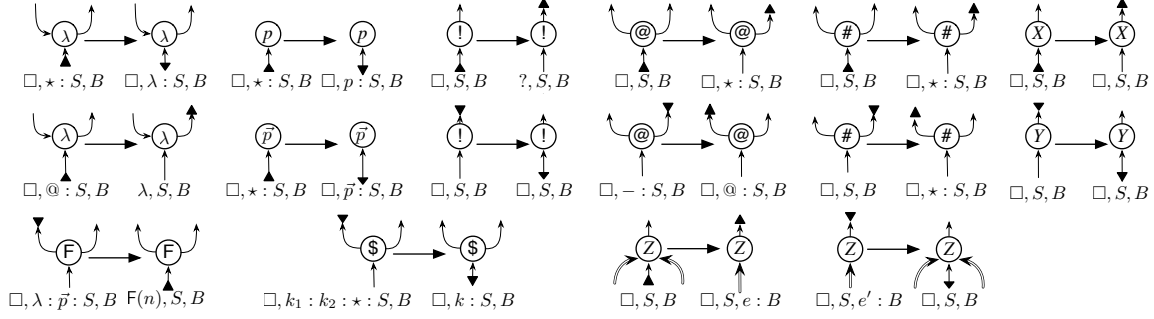 λ λ p p ! ! @ @ # # X X
□, ⋆ : S, B □, λ : S, B □, ⋆ : S, B □, p : S, B □, S, B ?, S, B □, S, B □, ⋆ : S, B □, S, B □, ⋆ : S, B □, S, B □, S, B
λ λ p⃗ p⃗ ! ! @ @ # # Y Y
□, @ : S, B λ, S, B □, ⋆ : S, B □, p⃗ : S, B □, S, B □, S, B □, − : S, B □, @ : S, B □, S, B □, ⋆ : S, B □, S, B □, S, B
F F $ $ Z Z Z Z
□, λ : p⃗ : S, B F(n), S, B □, k₁ : k₂ : ⋆ : S, B □, k : S, B □, S, B □, S, e : B □, S, e′ : B □, S, B